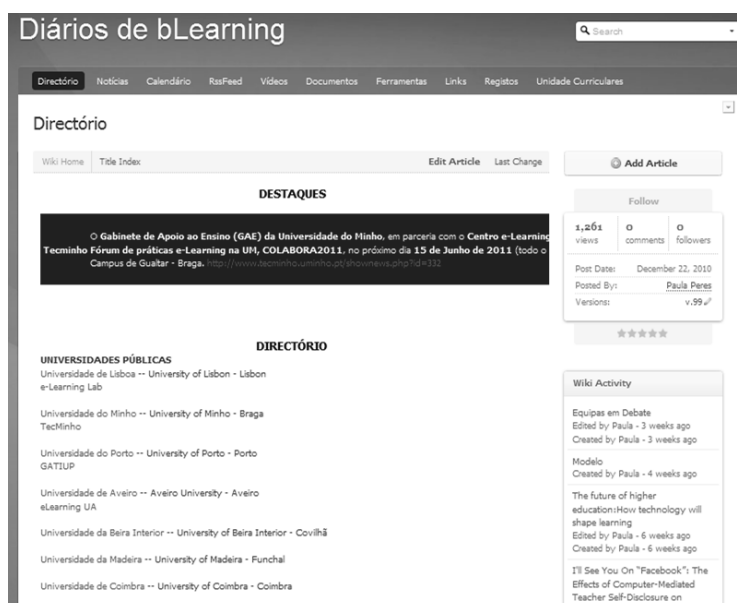 Diários de bLearning
Search
Directório Notícias Calendário RssFeed Vídeos Documentos Ferramentas Links Registos Unidade Curriculares
Directório
Wiki Home Title Index Edit Article Last Change
DESTAQUES
O Gabinete de Apoio ao Ensino (GAE) da Universidade do Minho, em parceria com o Centro e-Learning
Tecminho Fórum de práticas e-Learning na UM, COLABORA2011, no próximo dia 15 de Junho de 2011 (todo o
Campus de Gualtar - Braga. http://www.tecminho.uminho.pt/shownews.php?id=332
DIRECTÓRIO
UNIVERSIDADES PÚBLICAS
Universidade de Lisboa -- University of Lisbon - Lisbon
e-Learning Lab
Universidade do Minho -- University of Minho - Braga
TecMinho
Universidade do Porto -- University of Porto - Porto
GATIUP
Universidade de Aveiro -- Aveiro University - Aveiro
eLearning UA
Universidade da Beira Interior -- University of Beira Interior - Covilhã
Universidade da Madeira -- University of Madeira - Funchal
Universidade de Coimbra -- University of Coimbra - Coimbra
Add Article
Follow
1,261 0 0
views comments followers
Post Date: December 22, 2010
Posted By: Paula Peres
Versions: v.99
Wiki Activity
Equipas em Debate
Edited by Paula - 3 weeks ago
Created by Paula - 3 weeks ago
Modelo
Created by Paula - 4 weeks ago
The future of higher
education:How technology will
shape learning
Edited by Paula - 6 weeks ago
Created by Paula - 6 weeks ago
I'll See You On "Facebook": The
Effects of Computer-Mediated
Teacher Self-Disclosure on